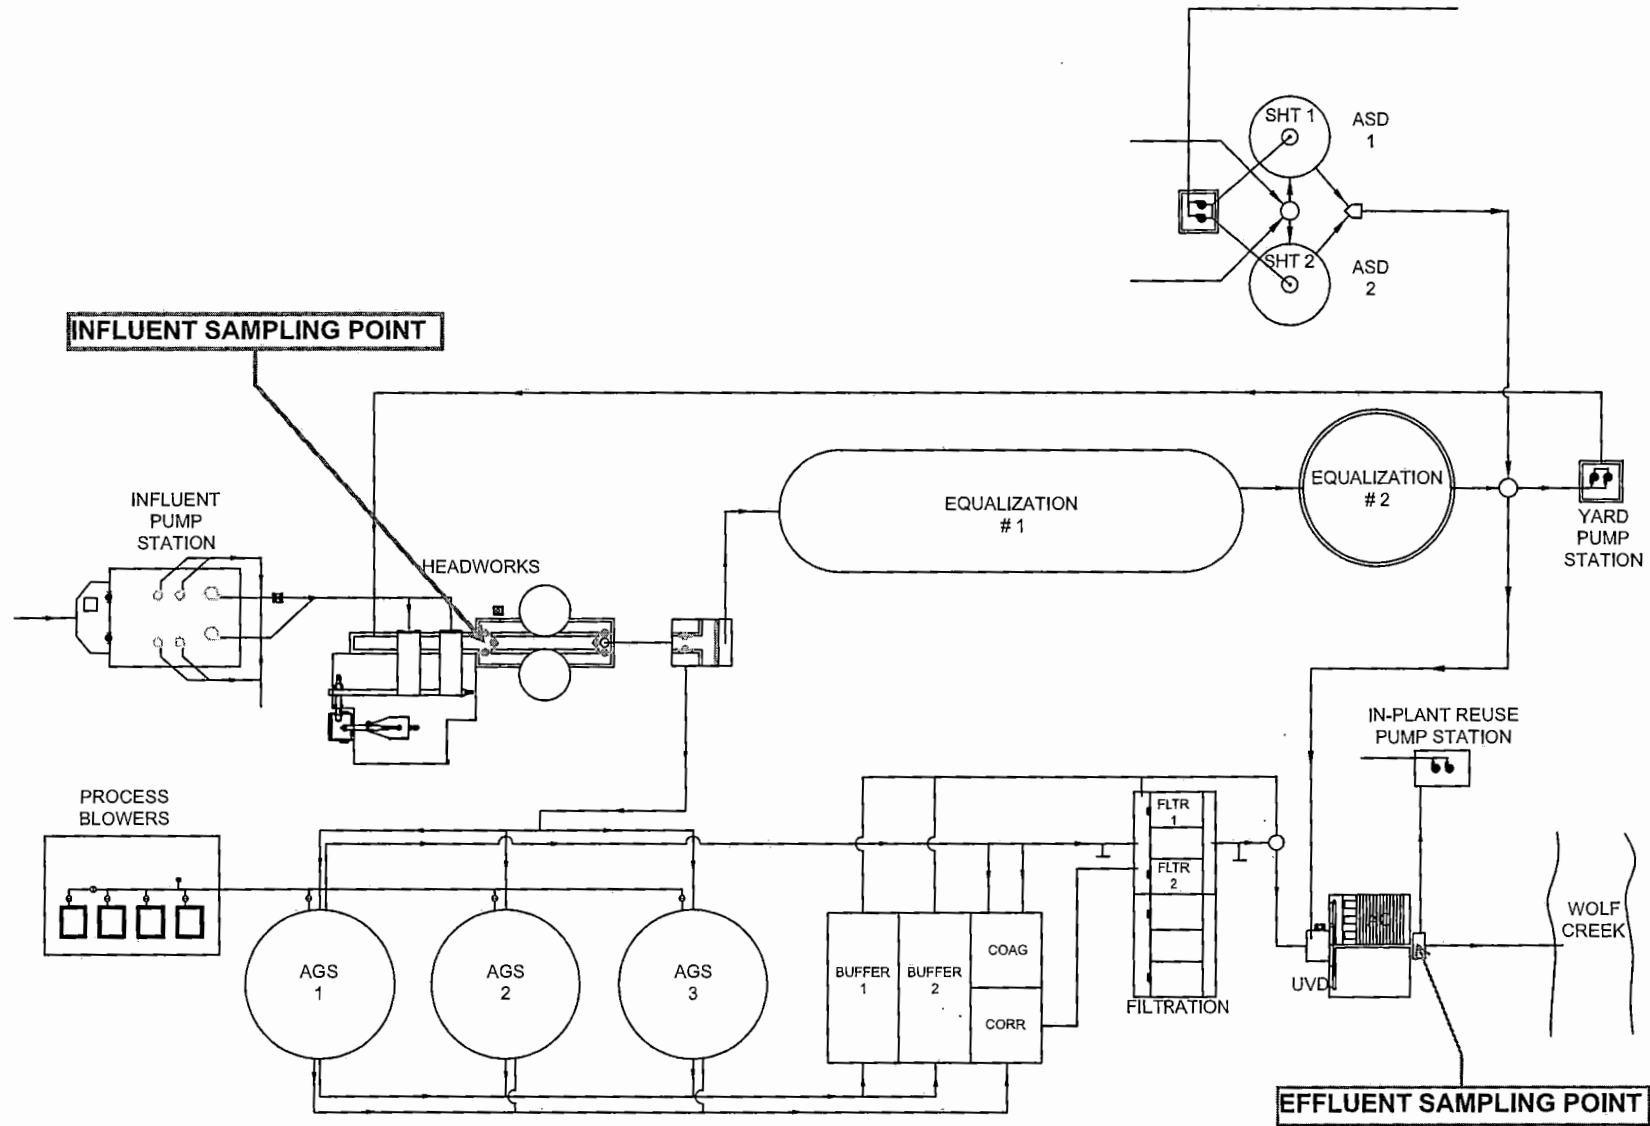 SHT 1
ASD
1
SHT 2
ASD
2
INFLUENT SAMPLING POINT
EQUALIZATION
# 1
EQUALIZATION
# 2
INFLUENT
PUMP
STATION
YARD
PUMP
STATION
HEADWORKS
IN-PLANT REUSE
PUMP STATION
PROCESS
BLOWERS
FLTR
1
FLTR
2
WOLF
CREEK
AGS
1
AGS
2
AGS
3
BUFFER
1
BUFFER
2
COAG
CORR
UVD
FILTRATION
EFFLUENT SAMPLING POINT